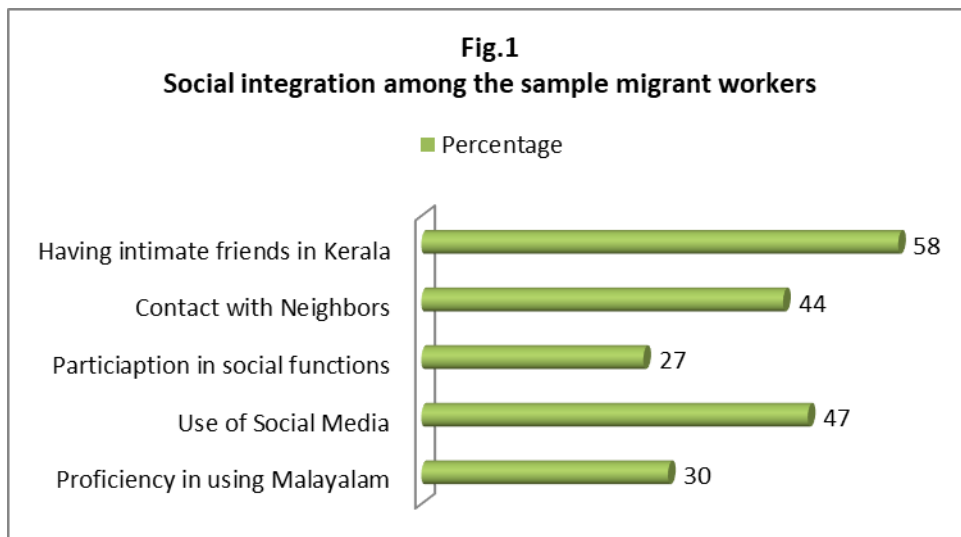 Fig.1
Social integration among the sample migrant workers
Percentage
Having intimate friends in Kerala 58
Contact with Neighbors 44
Particiaption in social functions 27
Use of Social Media 47
Proficiency in using Malayalam 30